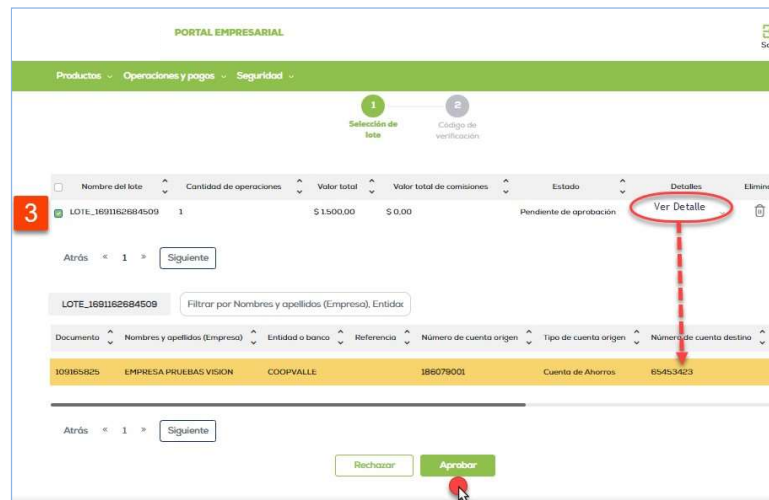 PORTAL EMPRESARIAL
Productos Operaciones y pagos Seguridad
1 2
Selección de lote Código de verificación
Nombre del lote Cantidad de operaciones Valor total Valor total de comisiones Estado Detalles Elimina
3 LOTE_1691162684509 1 $ 1.500,00 $ 0,00 Pendiente de aprobación Ver Detalle
Atrás « 1 » Siguiente
LOTE_1691162684509 Filtrar por Nombres y apellidos (Empresa), Entidac
Documento Nombres y apellidos (Empresa) Entidad o banco Referencia Número de cuenta origen Tipo de cuenta origen Número de cuenta destino
109165825 EMPRESA PRUEBAS VISION COOPVALLE 186079001 Cuenta de Ahorros 65453423
Atrás « 1 » Siguiente
Rechazar Aprobar